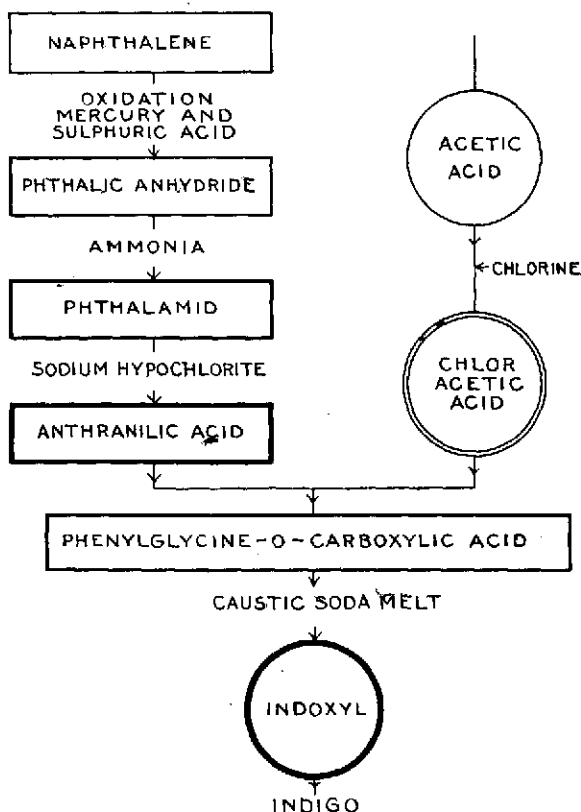 NAPHTHALENE
OXIDATION
MERCURY AND
SULPHURIC ACID
PHTHALIC ANHYDRIDE
AMMONIA
PHTHALAMID
SODIUM HYPOCHLORITE
ANTHRANILIC ACID
ACETIC
ACID
CHLORINE
CHLOR
ACETIC
ACID
PHENYLGLYCINE-O-CARBOXYLIC ACID
CAUSTIC SODA MELT
INDOXYL
INDIGO